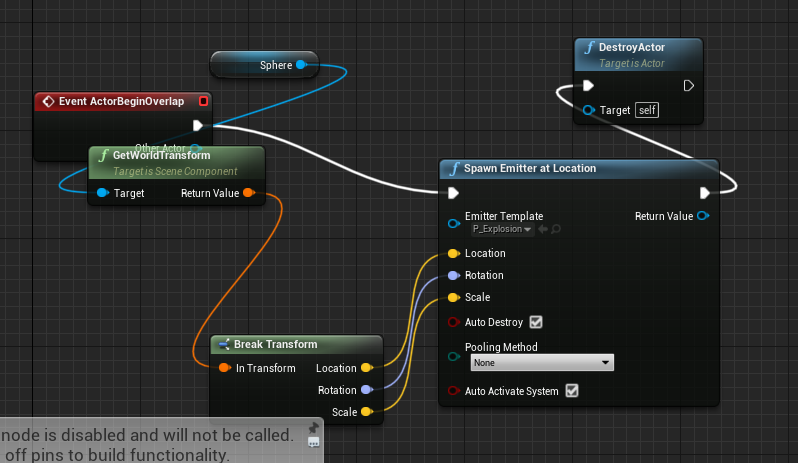 DestroyActor
Target is Actor
Target self
Sphere
Event ActorBeginOverlap
Other Actor
GetWorldTransform
Target is Scene Component
Target Return Value
Spawn Emitter at Location
Emitter Template Return Value
P_Explosion
Location
Rotation
Scale
Auto Destroy
Pooling Method
None
Auto Activate System
Break Transform
In Transform Location
Rotation
Scale
node is disabled and will not be called.
off pins to build functionality.